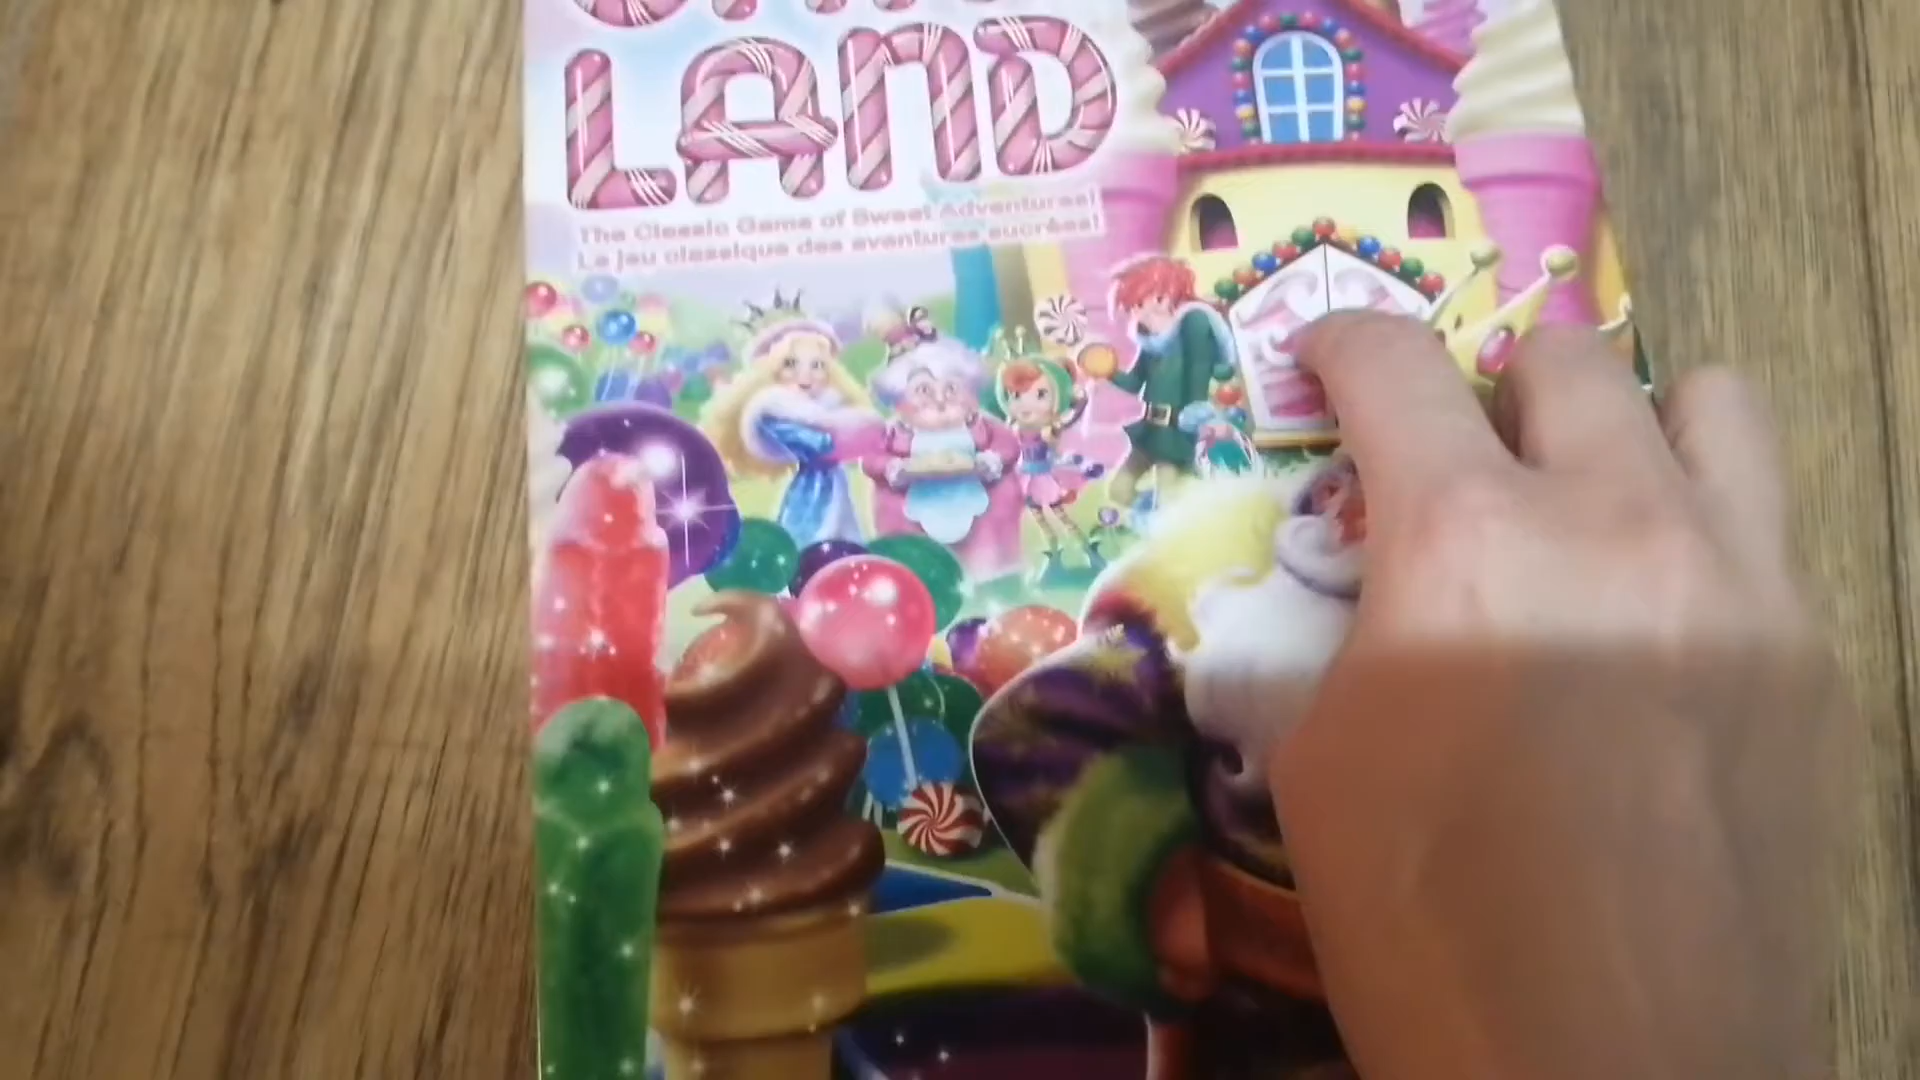 LAND
The Classic Game of Sweet Adventures!
Le jeu classique des aventures sucrées!